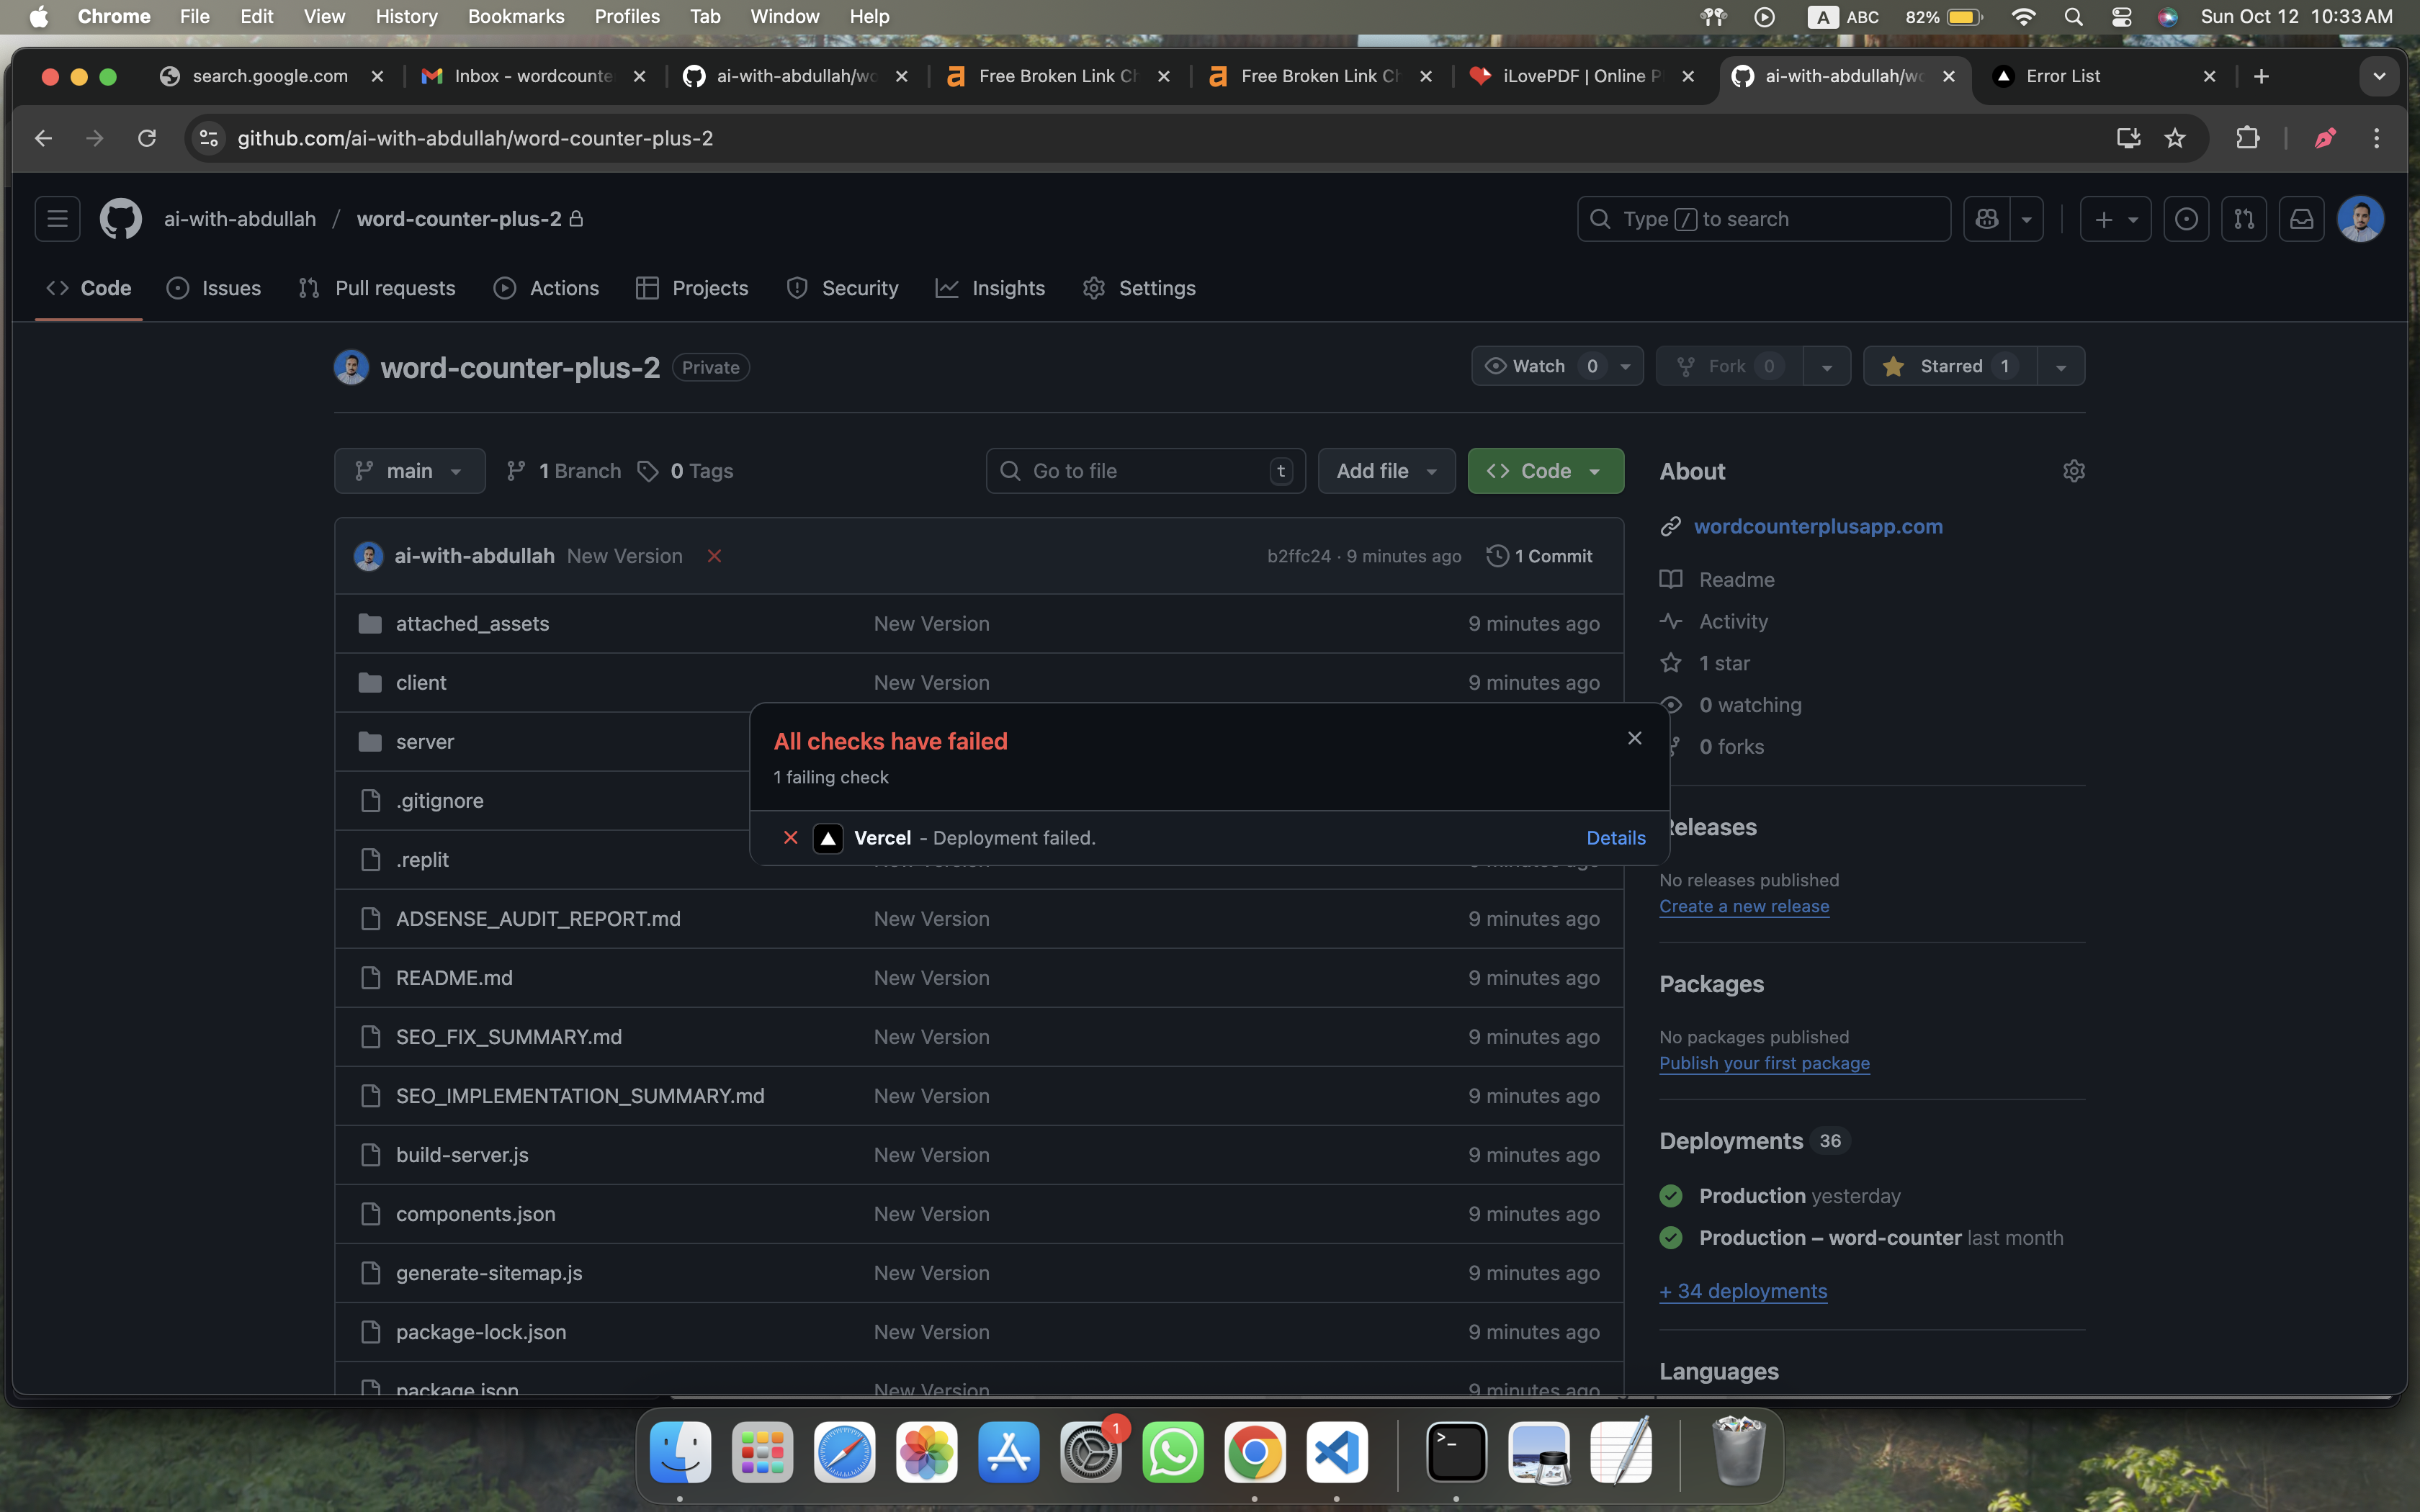 Chrome File Edit View History Bookmarks Profiles Tab Window Help
A ABC 82% Sun Oct 12 10:33 AM
search.google.com
Inbox - wordcounte
ai-with-abdullah/wo
Free Broken Link Ch
Free Broken Link Ch
iLovePDF | Online P
ai-with-abdullah/wo
Error List
github.com/ai-with-abdullah/word-counter-plus-2
ai-with-abdullah / word-counter-plus-2
Type / to search
Code Issues Pull requests Actions Projects Security Insights Settings
word-counter-plus-2 Private
Watch 0 Fork 0 Starred 1
main 1 Branch 0 Tags
Go to file t Add file Code
ai-with-abdullah New Version b2ffc24 · 9 minutes ago 1 Commit
attached_assets New Version 9 minutes ago
client New Version 9 minutes ago
server
.gitignore
.replit
ADSENSE_AUDIT_REPORT.md New Version 9 minutes ago
README.md New Version 9 minutes ago
SEO_FIX_SUMMARY.md New Version 9 minutes ago
SEO_IMPLEMENTATION_SUMMARY.md New Version 9 minutes ago
build-server.js New Version 9 minutes ago
components.json New Version 9 minutes ago
generate-sitemap.js New Version 9 minutes ago
package-lock.json New Version 9 minutes ago
package.json New Version 9 minutes ago
All checks have failed
1 failing check
Vercel - Deployment failed. Details
About
wordcounterplusapp.com
Readme
Activity
1 star
0 watching
0 forks
Releases
No releases published
Create a new release
Packages
No packages published
Publish your first package
Deployments 36
Production yesterday
Production – word-counter last month
+ 34 deployments
Languages
1